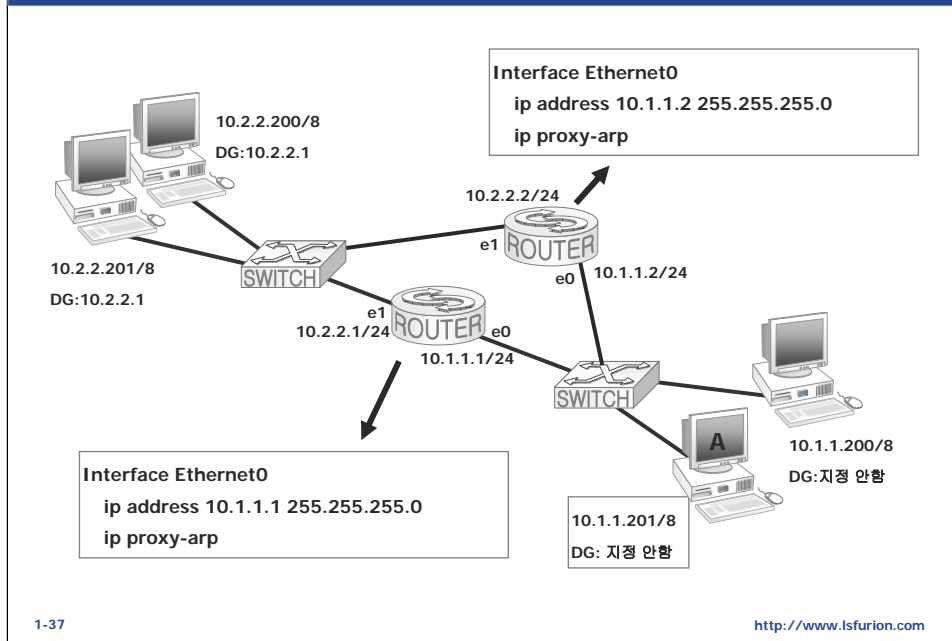 Interface Ethernet0
ip address 10.1.1.2 255.255.255.0
ip proxy-arp
10.2.2.200/8
DG:10.2.2.1
10.2.2.2/24
e1
ROUTER
e0
10.1.1.2/24
10.2.2.201/8
DG:10.2.2.1
SWITCH
e1
10.2.2.1/24
ROUTER
e0
10.1.1.1/24
SWITCH
A
10.1.1.200/8
DG:지정 안함
Interface Ethernet0
ip address 10.1.1.1 255.255.255.0
ip proxy-arp
10.1.1.201/8
DG: 지정 안함
1-37
http://www.lsfurion.com